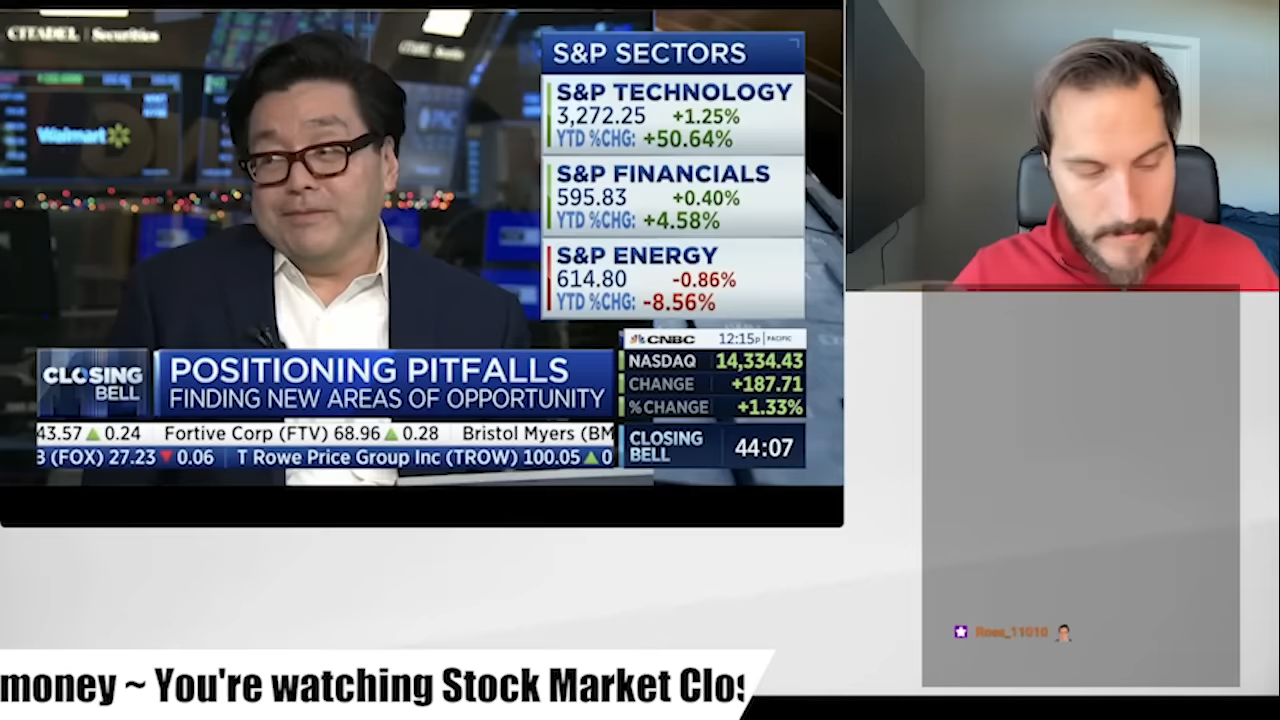 CITADEL | Securities
Walmart
S&P SECTORS
S&P TECHNOLOGY
3,272.25 +1.25%
YTD %CHG: +50.64%
S&P FINANCIALS
595.83 +0.40%
YTD %CHG: +4.58%
S&P ENERGY
614.80 -0.86%
YTD %CHG: -8.56%
CNBC 12:15P PACIFIC
NASDAQ 14,334.43
CHANGE +187.71
%CHANGE +1.33%
CLOSING BELL
44:07
CLOSING
BELL
POSITIONING PITFALLS
FINDING NEW AREAS OF OPPORTUNITY
43.57 ▲ 0.24 Fortive Corp (FTV) 68.96 ▲ 0.28 Bristol Myers (BM
(FOX) 27.23 ▼ 0.06 | T Rowe Price Group Inc (TROW) 100.05 ▲ 0
Ross_11010
money ~ You're watching Stock Market Clos